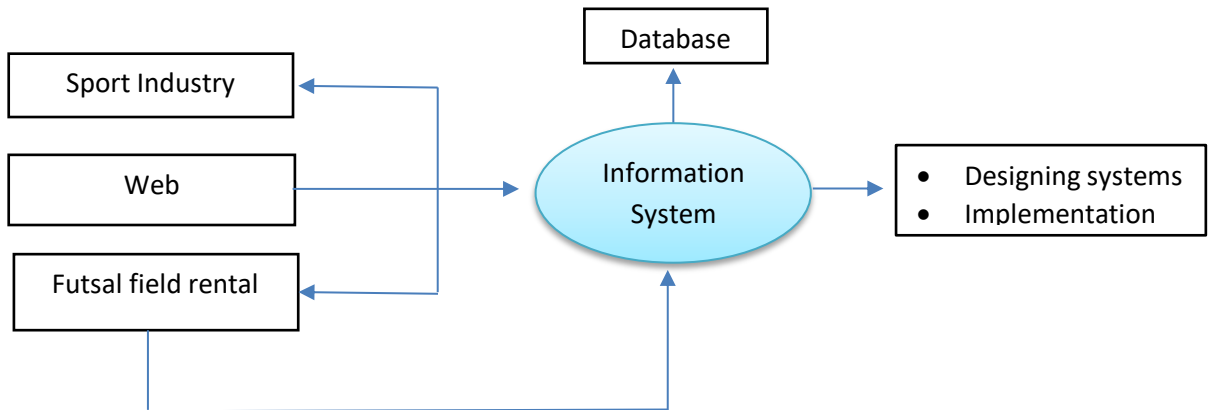 Database
Sport Industry
Web
Information
System
• Designing systems
• Implementation
Futsal field rental